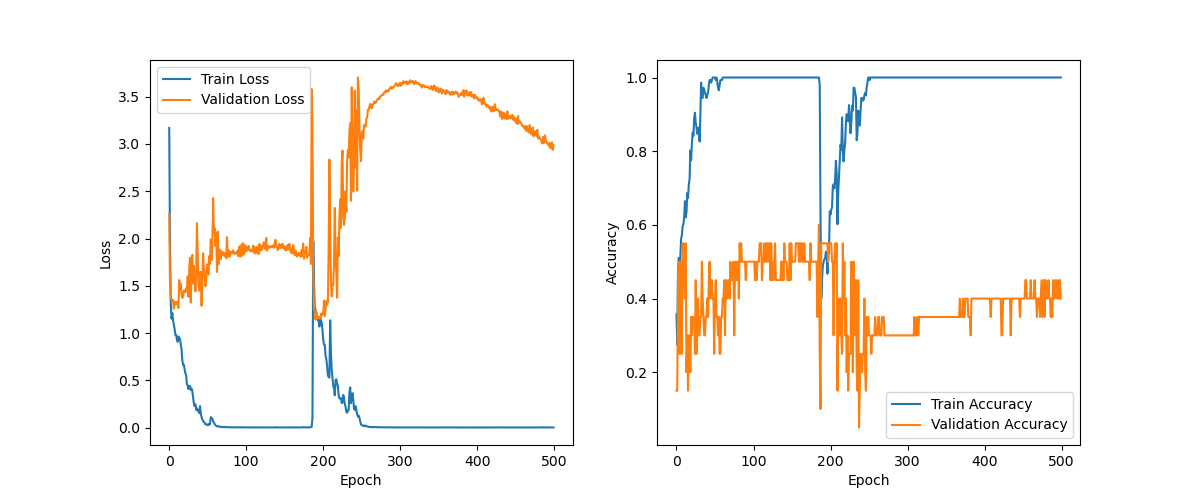 Train Loss
Validation Loss
3.5
3.0
2.5
2.0
1.5
1.0
0.5
0.0
Loss
0 100 200 300 400 500
Epoch
1.0
0.8
0.6
0.4
0.2
Accuracy
Train Accuracy
Validation Accuracy
0 100 200 300 400 500
Epoch